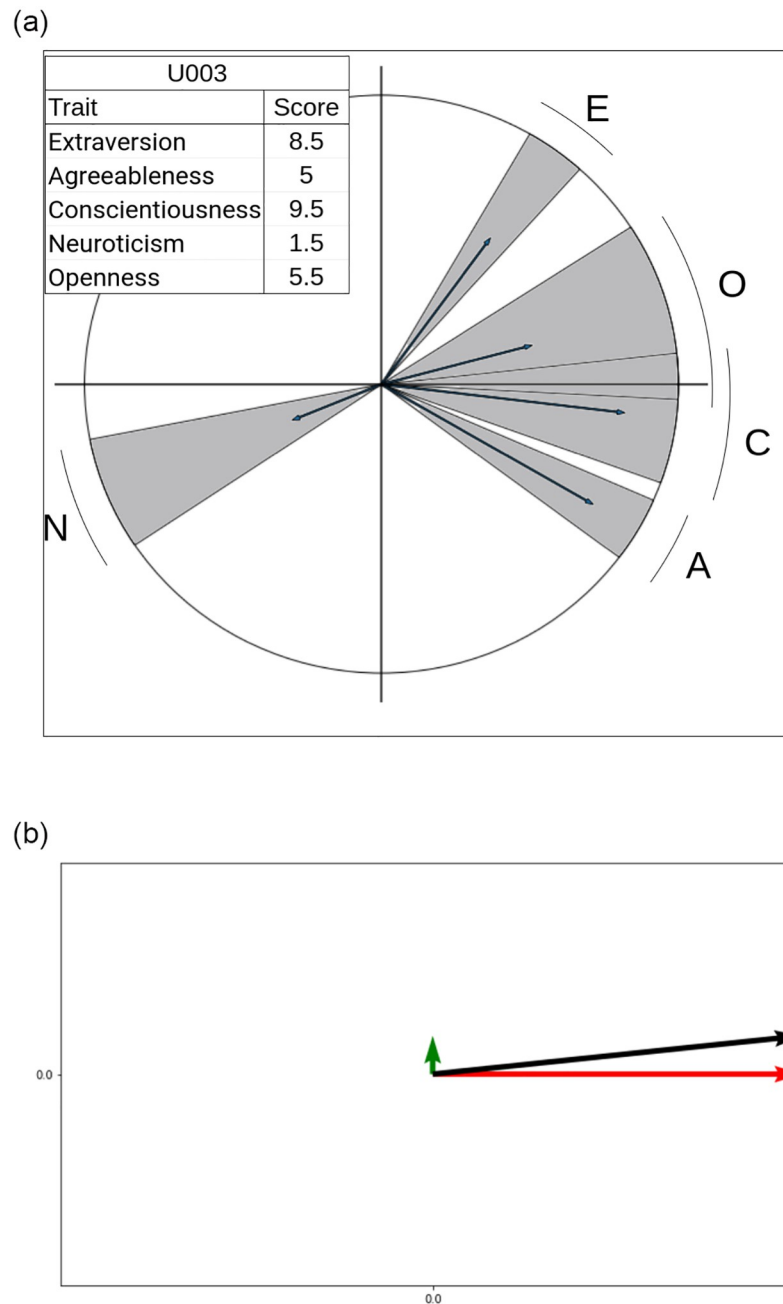 (a)
U003
Trait Score
Extraversion 8.5
Agreeableness 5
Conscientiousness 9.5
Neuroticism 1.5
Openness 5.5
E
O
C
N
A
(b)
0.0
0.0